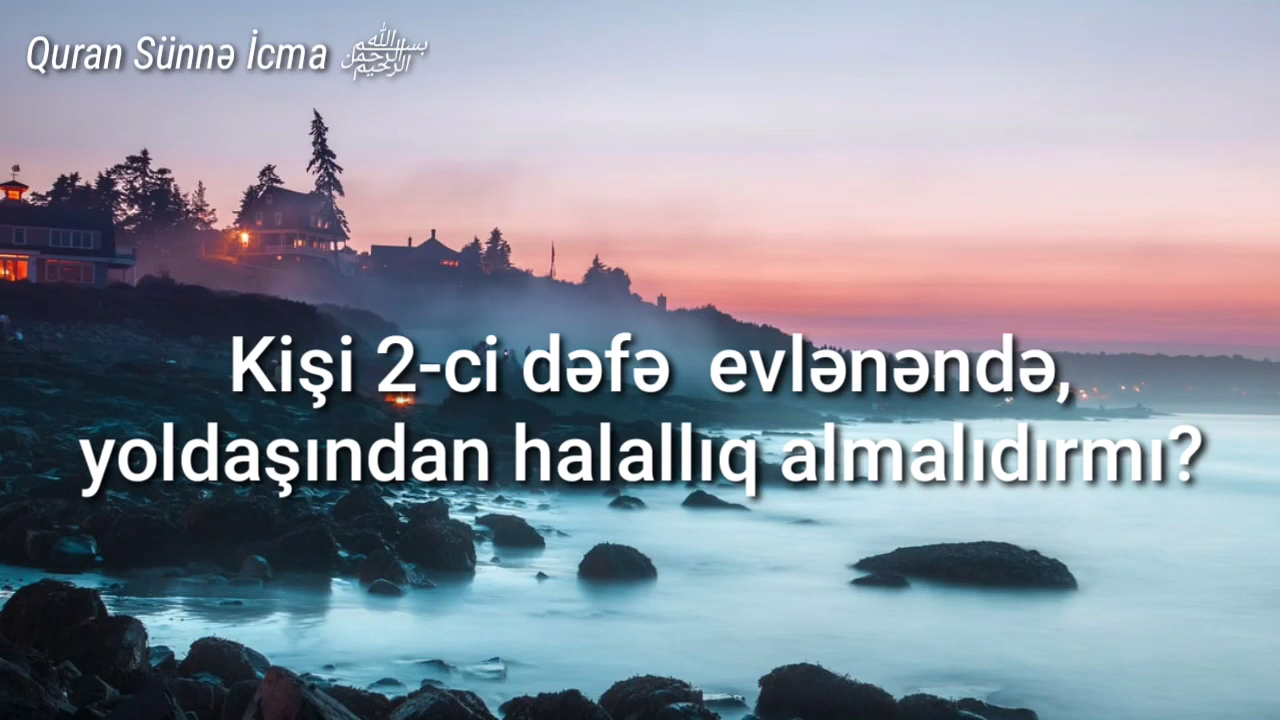 Quran Sünnə İcma ﷽
Kişi 2-ci dəfə evlənəndə,
yoldaşından halallıq almalıdırmı?